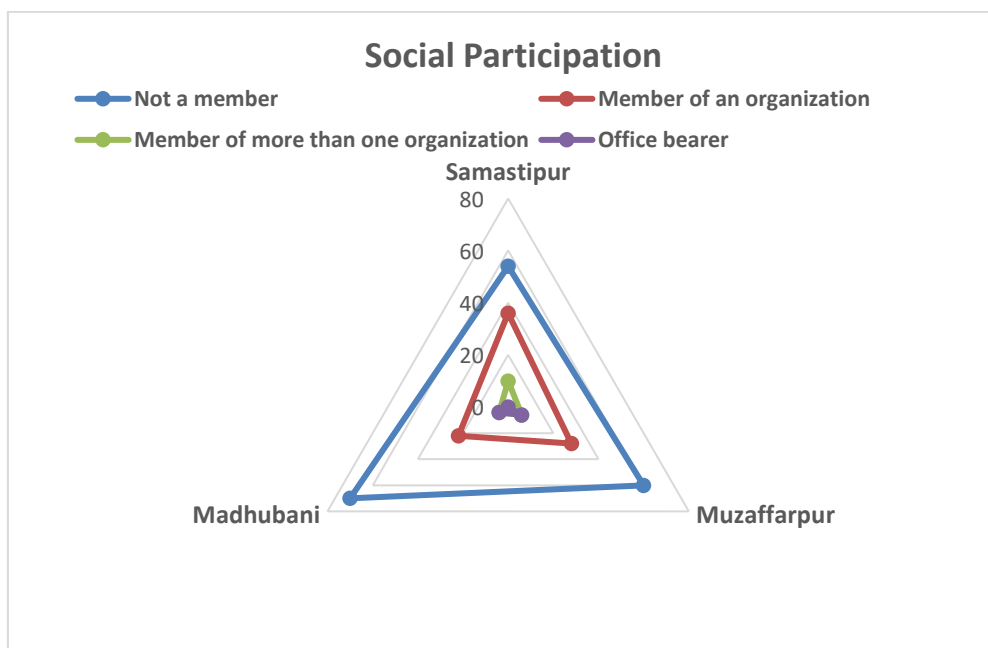 Social Participation
Not a member
Member of an organization
Member of more than one organization
Office bearer
Samastipur
80
60
40
20
0
Madhubani
Muzaffarpur